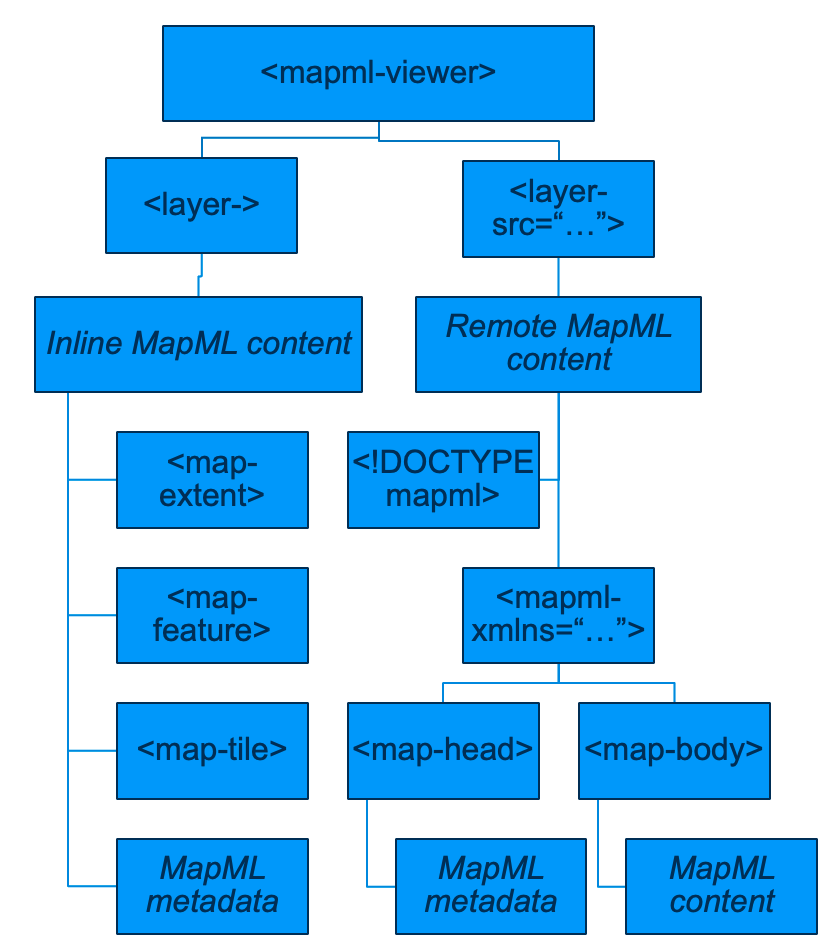 <mapml-viewer>
<layer->
<layer-
src=“…”>
Inline MapML content
Remote MapML
content
<map-
extent>
<!DOCTYPE
mapml>
<map-
feature>
<mapml-
xmlns=“…”>
<map-tile>
<map-head>
<map-body>
MapML
metadata
MapML
metadata
MapML
content